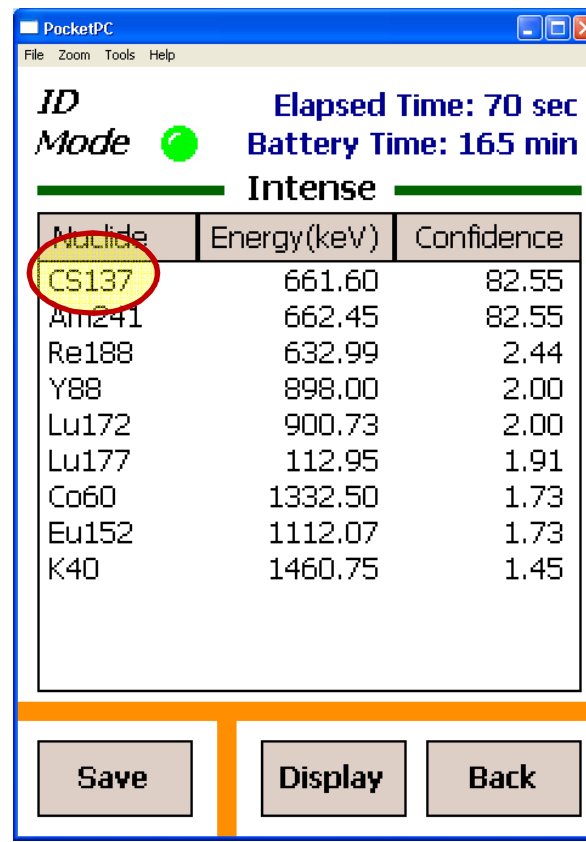 PocketPC
File Zoom Tools Help
ID Elapsed Time: 70 sec
Mode Battery Time: 165 min
Intense
Nuclide Energy(keV) Confidence
CS137 661.60 82.55
Am241 662.45 82.55
Re188 632.99 2.44
Y88 898.00 2.00
Lu172 900.73 2.00
Lu177 112.95 1.91
Co60 1332.50 1.73
Eu152 1112.07 1.73
K40 1460.75 1.45
Save Display Back